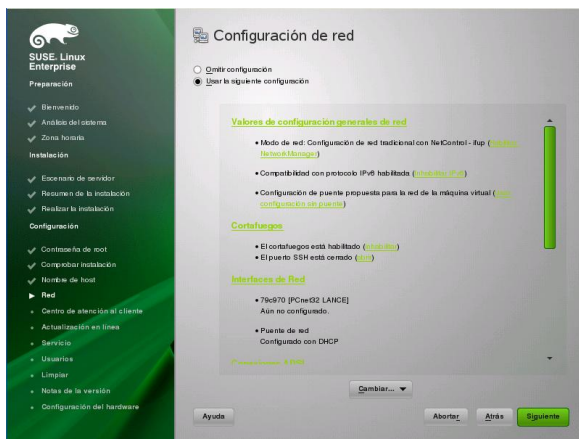 SUSE. Linux
Enterprise
Preparación
Bienvenido
Análisis del sistema
Zona horaria
Instalación
Escenario de servidor
Resumen de la instalación
Realizar la instalación
Configuración
Contraseña de root
Comprobar instalación
Nombre de host
Red
Centro de atención al cliente
Actualización en línea
Servicio
Usuarios
Limpiar
Notas de la versión
Configuración del hardware
Configuración de red
Omitir configuración
Usar la siguiente configuración
Valores de configuración generales de red
Modo de red: Configuración de red tradicional con NetControl - ifup (
NetworkManager)
Compatibilidad con protocolo IPv6 habilitada (inhabilitar IPv6)
Configuración de puente propuesta para la red de la máquina virtual (
configuración sin puente)
Cortafuegos
El cortafuegos está habilitado (inhabilitar)
El puerto SSH está cerrado (abrir)
Interfaces de Red
79c970 [PCnet32 LANCE]
Aún no configurado.
Puente de red
Configurado con DHCP
Cambiar...
Ayuda
Abortar
Atrás
Siguiente